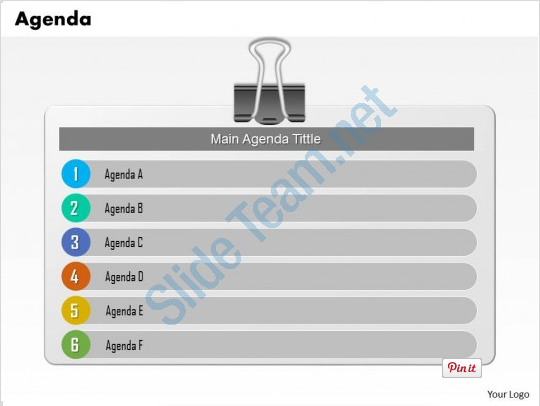 Agenda
Main Agenda Tittle
1 Agenda A
2 Agenda B
3 Agenda C
4 Agenda D
5 Agenda E
6 Agenda F
Slide Team.net
Pin it
Your Logo